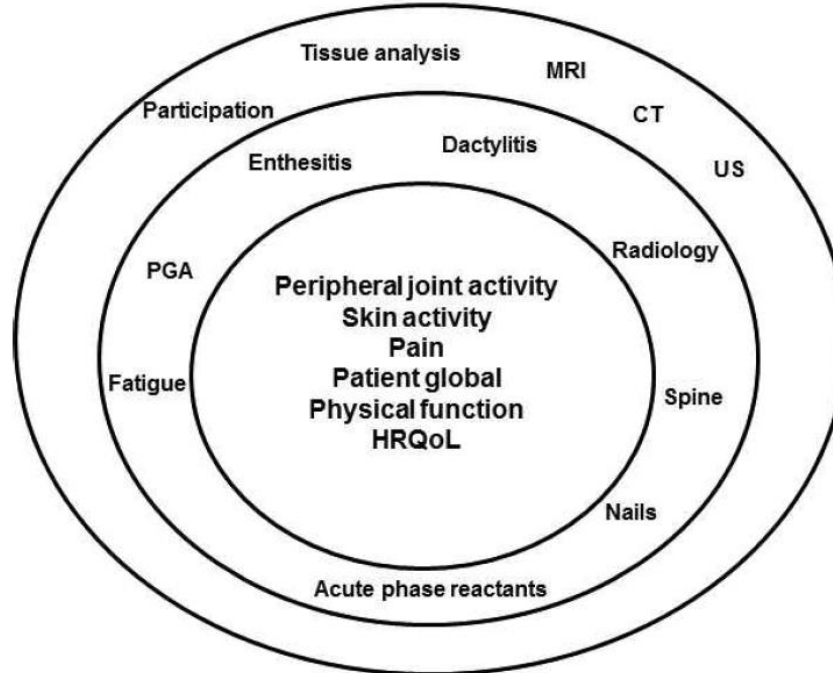 Tissue analysis
MRI
Participation
CT
US
Enthesitis
Dactylitis
PGA
Radiology
Peripheral joint activity
Skin activity
Pain
Patient global
Physical function
HRQoL
Fatigue
Spine
Nails
Acute phase reactants